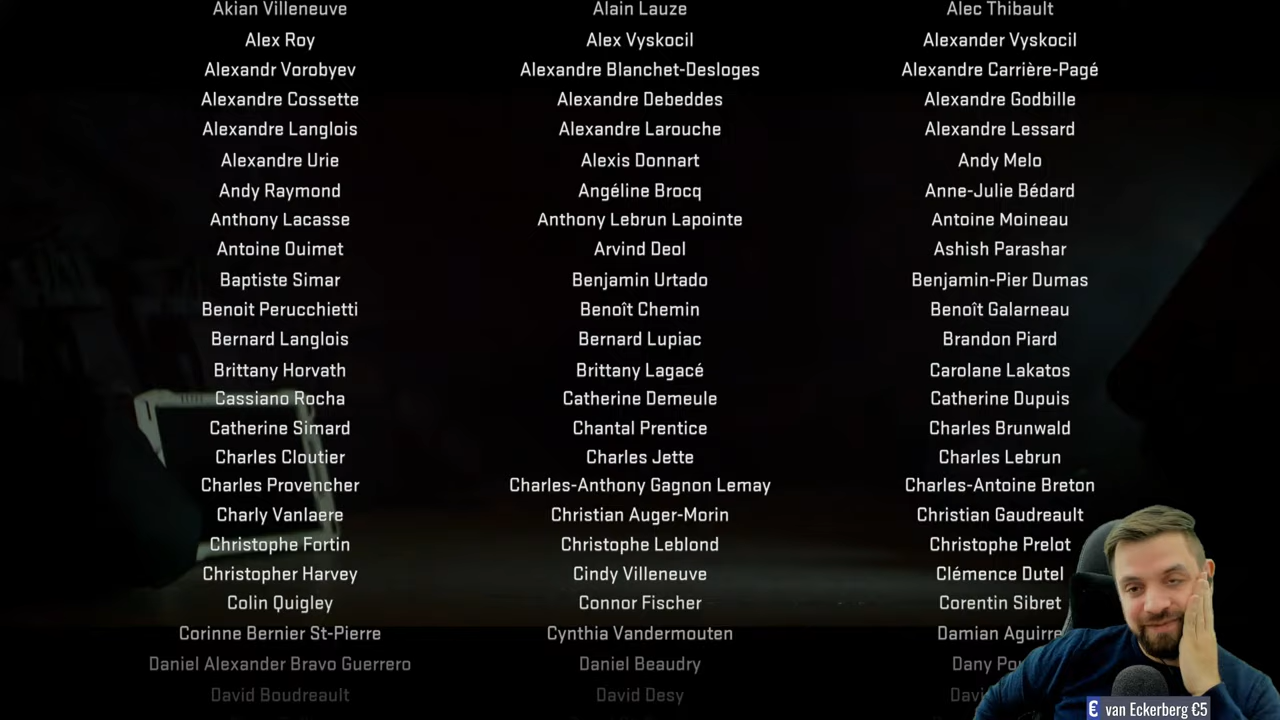 Akian Villeneuve Alain Lauze Alec Thibault
Alex Roy Alex Vyskocil Alexander Vyskocil
Alexandr Vorobyev Alexandre Blanchet-Desloges Alexandre Carrière-Pagé
Alexandre Cossette Alexandre Debeddes Alexandre Godbille
Alexandre Langlois Alexandre Larouche Alexandre Lessard
Alexandre Urie Alexis Donnart Andy Melo
Andy Raymond Angéline Brocq Anne-Julie Bédard
Anthony Lacasse Anthony Lebrun Lapointe Antoine Moineau
Antoine Ouimet Arvind Deol Ashish Parashar
Baptiste Simar Benjamin Urtado Benjamin-Pier Dumas
Benoit Perucchietti Benoît Chemin Benoît Galarneau
Bernard Langlois Bernard Lupiac Brandon Piard
Brittany Horvath Brittany Lagacé Carolane Lakatos
Cassiano Rocha Catherine Demeule Catherine Dupuis
Catherine Simard Chantal Prentice Charles Brunwald
Charles Cloutier Charles Jette Charles Lebrun
Charles Provencher Charles-Anthony Gagnon Lemay Charles-Antoine Breton
Charly Vanlaere Christian Auger-Morin Christian Gaudreault
Christophe Fortin Christophe Leblond Christophe Prelot
Christopher Harvey Cindy Villeneuve Clémence Dutel
Colin Quigley Connor Fischer Corentin Sibret
Corinne Bernier St-Pierre Cynthia Vandermouten Damian Aguirre
Daniel Alexander Bravo Guerrero Daniel Beaudry Dany
David Boudreault David Desy
€ van Eckerberg €5